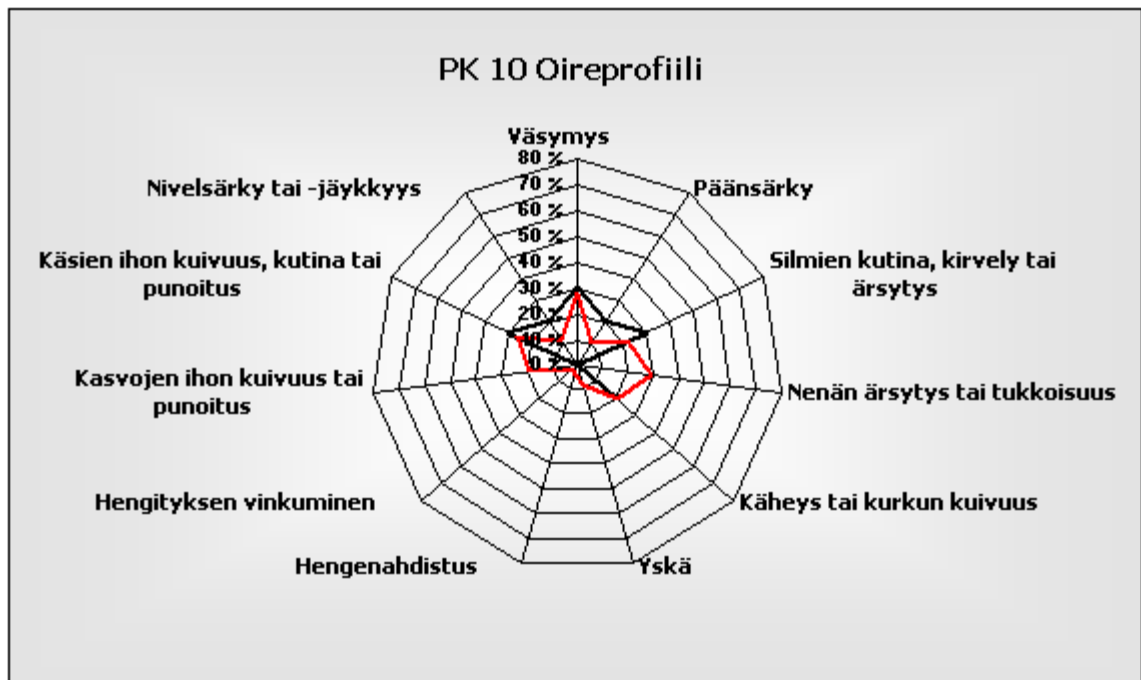 PK 10 Oireprofiili
Väsymys
80 %
70 %
60 %
50 %
40 %
30 %
20 %
10 %
0 %
Päänsärky
Silmien kutina, kirvely tai
ärsytys
Nenän ärsytys tai tukkoisuus
Käheys tai kurkun kuivuus
Yskä
Hengenahdistus
Hengityksen vinkuminen
Kasvojen ihon kuivuus tai
punoitus
Käsien ihon kuivuus, kutina tai
punoitus
Nivelsärky tai -jäykkyys